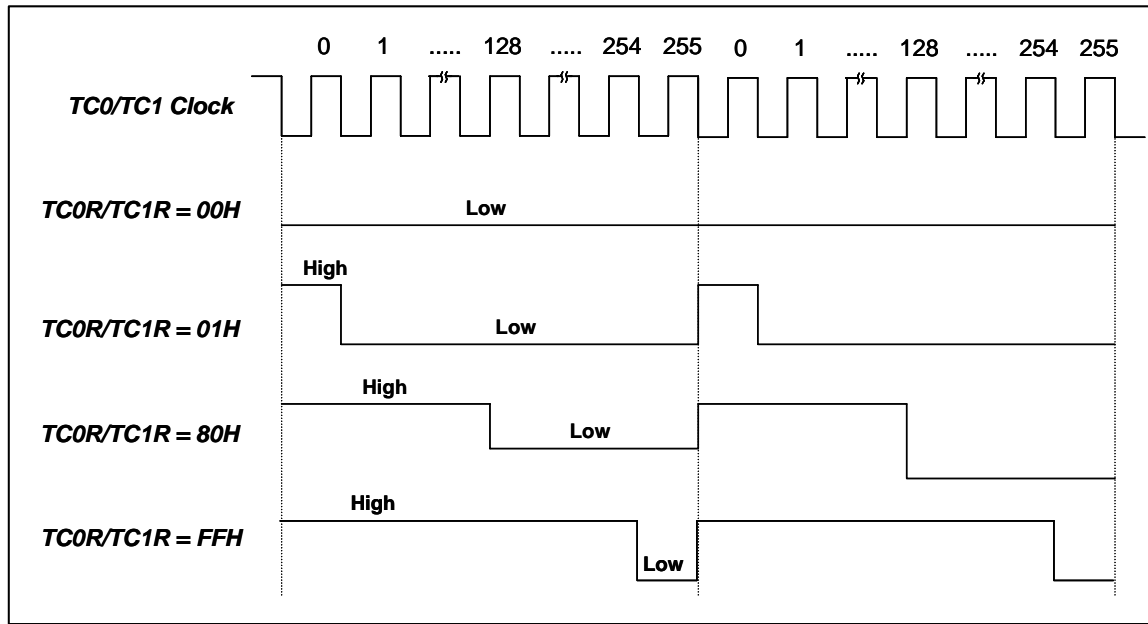 0 1 ..... 128 ..... 254 255 0 1 ..... 128 ..... 254 255
TC0/TC1 Clock
TC0R/TC1R = 00H
Low
High
TC0R/TC1R = 01H
Low
High
TC0R/TC1R = 80H
Low
High
TC0R/TC1R = FFH
Low